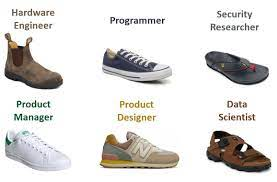 Hardware
Engineer
Programmer
Security
Researcher
Product
Manager
Product
Designer
Data
Scientist
N